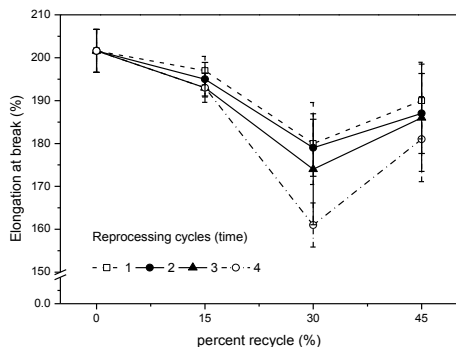 210
200
190
180
170
160
150
0.0
Elongation at break (%)
Reprocessing cycles (time)
1 2 3 4
0 15 30 45
percent recycle (%)